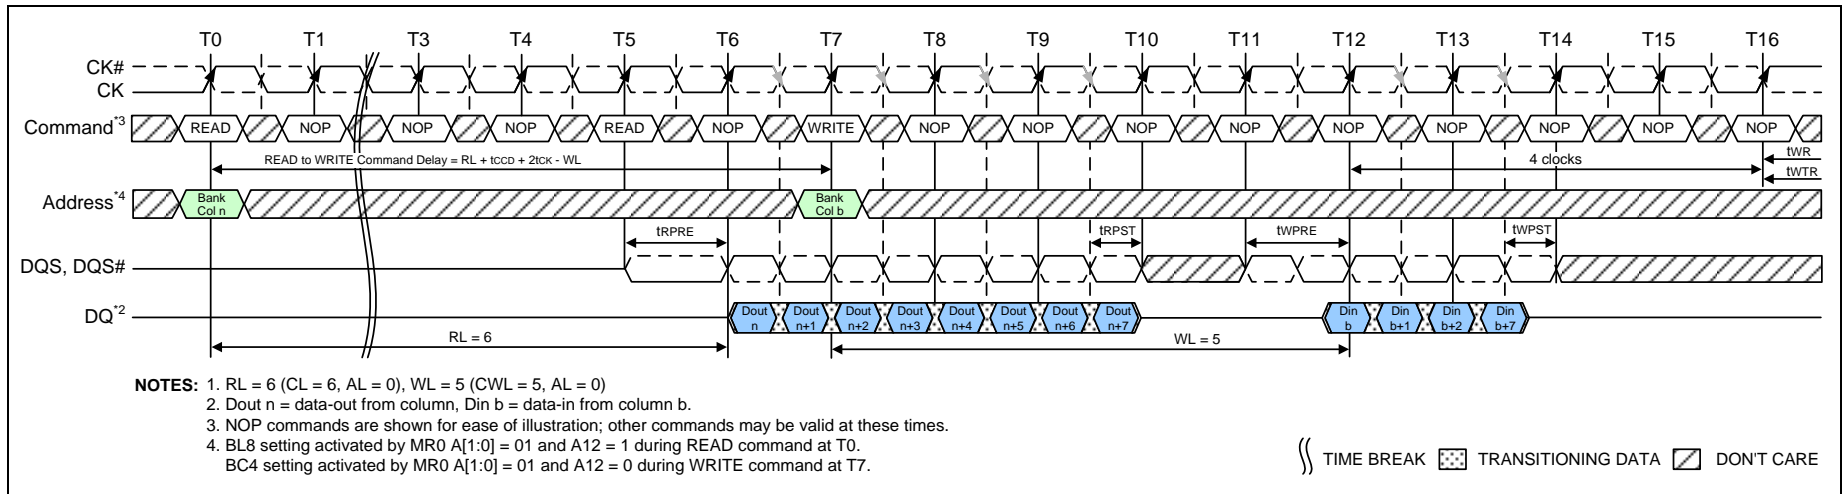 T0 T1 T3 T4 T5 T6 T7 T8 T9 T10 T11 T12 T13 T14 T15 T16
CK#
CK
Command*3 READ NOP NOP NOP READ NOP WRITE NOP NOP NOP NOP NOP NOP NOP NOP NOP
READ to WRITE Command Delay = RL + tCCD + 2tCK - WL
4 clocks
tWR
tWTR
Address*4
Bank Col n
Bank Col b
tRPRE tRPST tWPRE tWPST
DQS, DQS#
DQ*2
Dout n
Dout n+1
Dout n+2
Dout n+3
Dout n+4
Dout n+5
Dout n+6
Dout n+7
Din b
Din b+1
Din b+2
Din b+7
RL = 6
WL = 5
NOTES: 1. RL = 6 (CL = 6, AL = 0), WL = 5 (CWL = 5, AL = 0)
2. Dout n = data-out from column, Din b = data-in from column b.
3. NOP commands are shown for ease of illustration; other commands may be valid at these times.
4. BL8 setting activated by MR0 A[1:0] = 01 and A12 = 1 during READ command at T0.
BC4 setting activated by MR0 A[1:0] = 01 and A12 = 0 during WRITE command at T7.
TIME BREAK TRANSITIONING DATA DON'T CARE